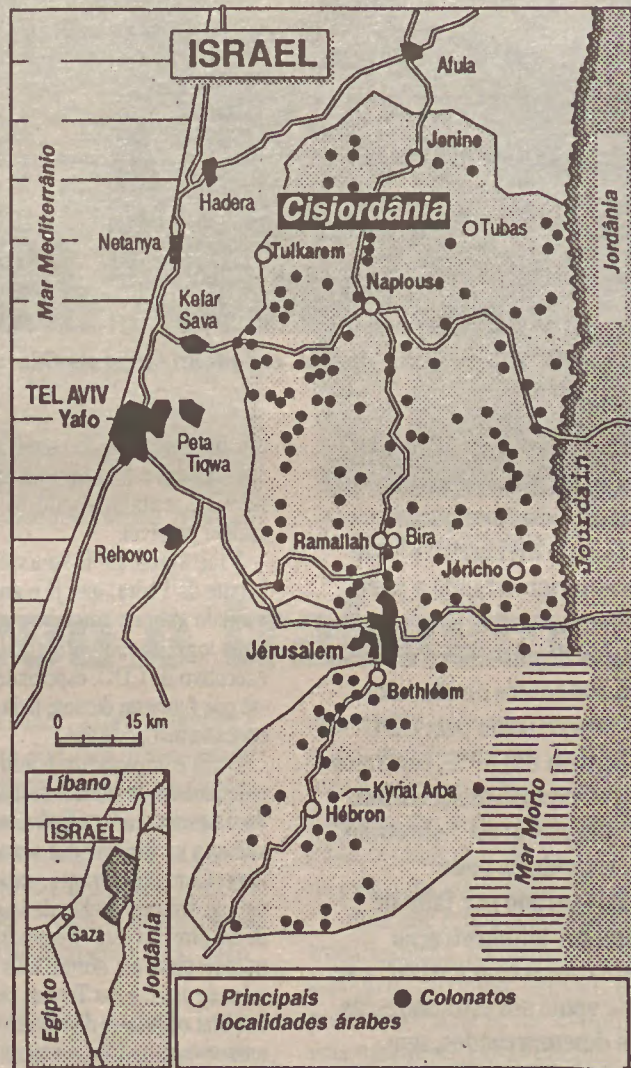 ISRAEL
Afula
Jenine
Hadera
Cisjordânia
Tubas
Netanya
Tulkarem
Mar Mediterrânio
Jordânia
Kefar
Sava
Naplouse
TEL AVIV
Yafo
Peta
Tiqwa
Jourdain
Rehovot
Ramallah
Bira
Jéricho
Jérusalem
Bethléem
0 15 km
Kyriat Arba
Hébron
Mar Morto
Líbano
ISRAEL
Gaza
Jordânia
Egipto
Principais
localidades árabes
Colonatos